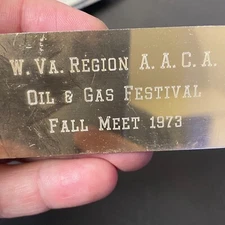 W. VA. REGION A. A. C. A.
OIL & GAS FESTIVAL
FALL MEET 1973